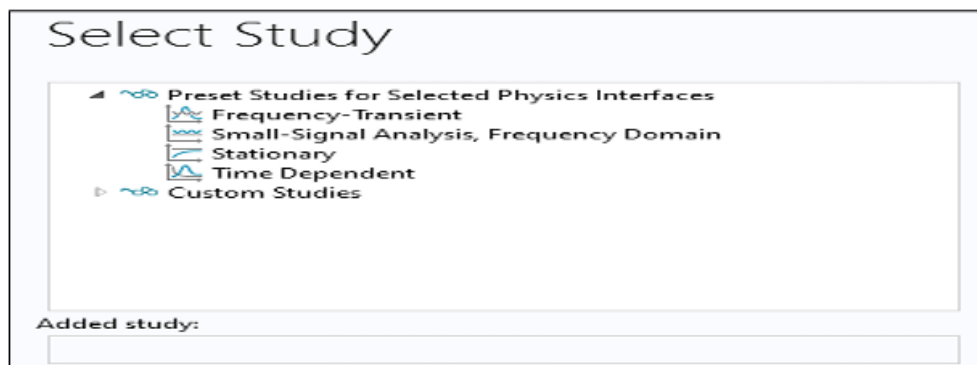 Select Study
Preset Studies for Selected Physics Interfaces
Frequency-Transient
Small-Signal Analysis, Frequency Domain
Stationary
Time Dependent
Custom Studies
Added study: